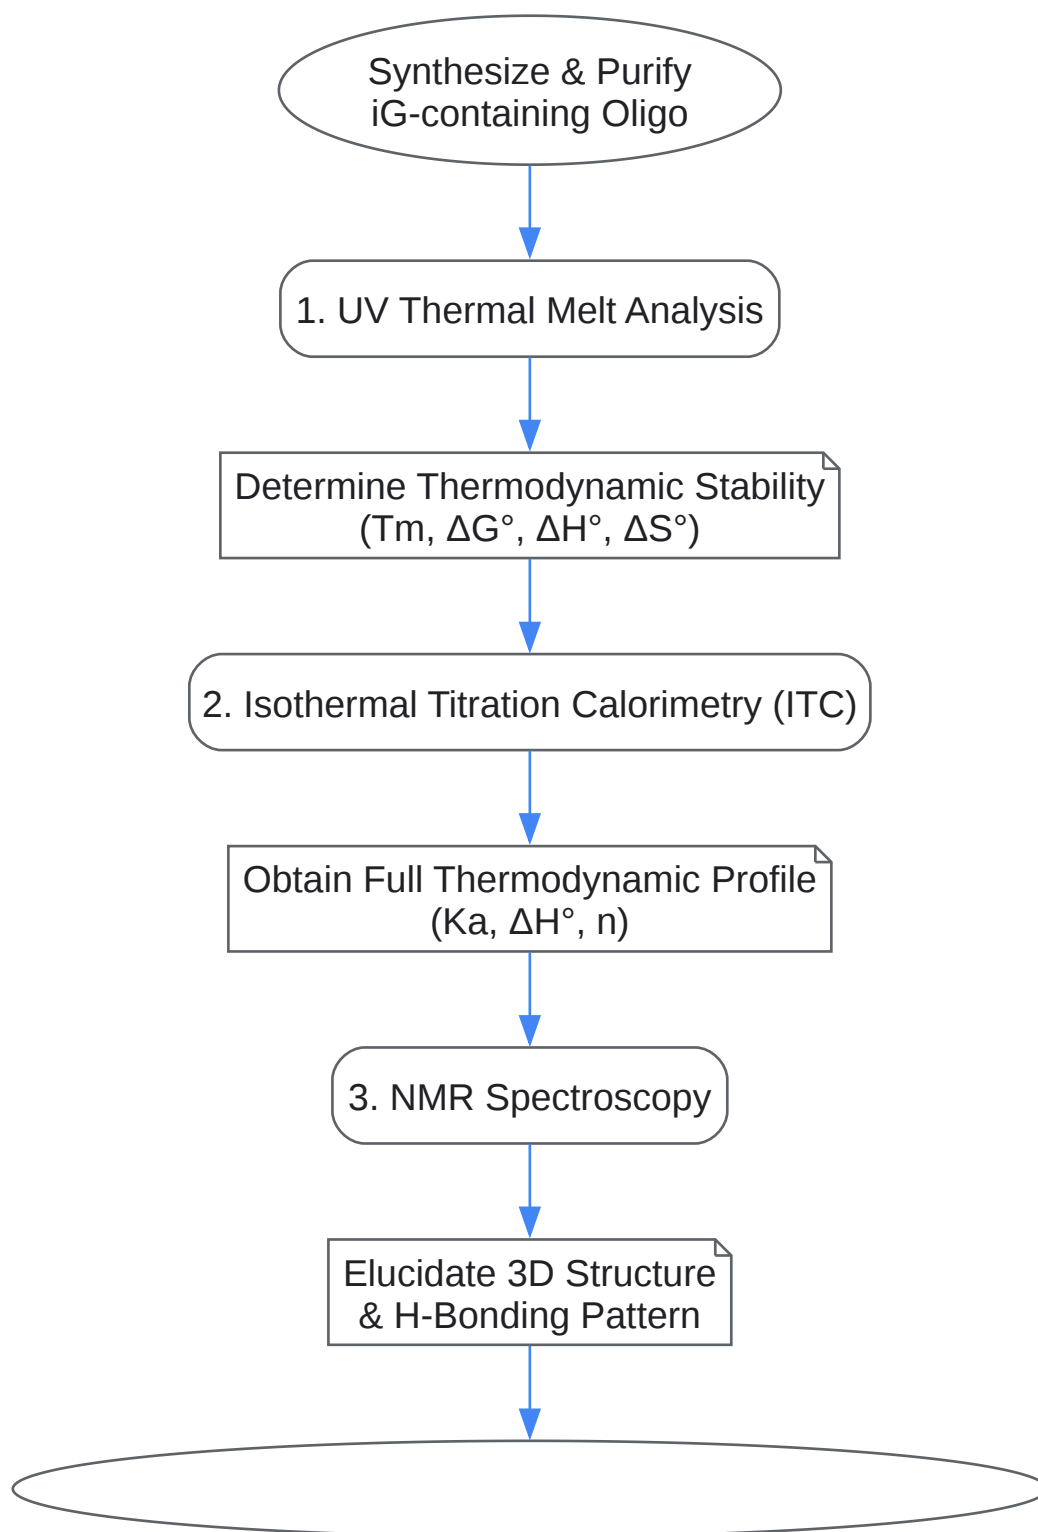 Synthesize & Purify
iG-containing Oligo
1. UV Thermal Melt Analysis
Determine Thermodynamic Stability
(Tm, ΔG°, ΔH°, ΔS°)
2. Isothermal Titration Calorimetry (ITC)
Obtain Full Thermodynamic Profile
(Ka, ΔH°, n)
3. NMR Spectroscopy
Elucidate 3D Structure
& H-Bonding Pattern